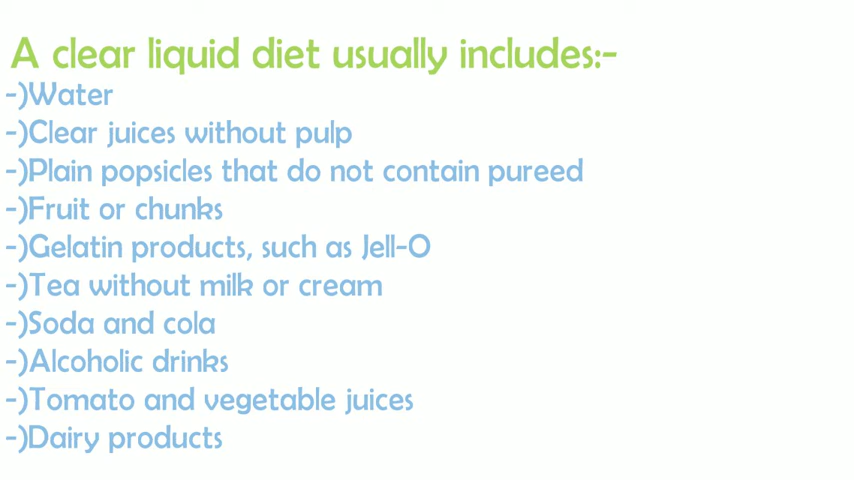 A clear liquid diet usually includes:-
-)Water
-)Clear juices without pulp
-)Plain popsicles that do not contain pureed
-)Fruit or chunks
-)Gelatin products, such as Jell-O
-)Tea without milk or cream
-)Soda and cola
-)Alcoholic drinks
-)Tomato and vegetable juices
-)Dairy products